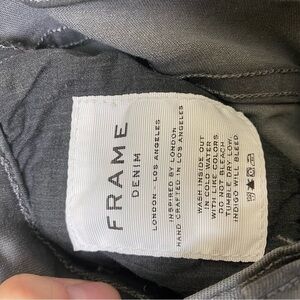 FRAME
DENIM
LONDON - LOS ANGELES
INSPIRED BY LONDON
HAND CRAFTED IN LOS ANGELES
WASH INSIDE OUT
IN COLD WATER
WITH LIKE COLORS.
DO NOT BLEACH.
TUMBLE DRY LOW.
INDIGO WILL BLEED.